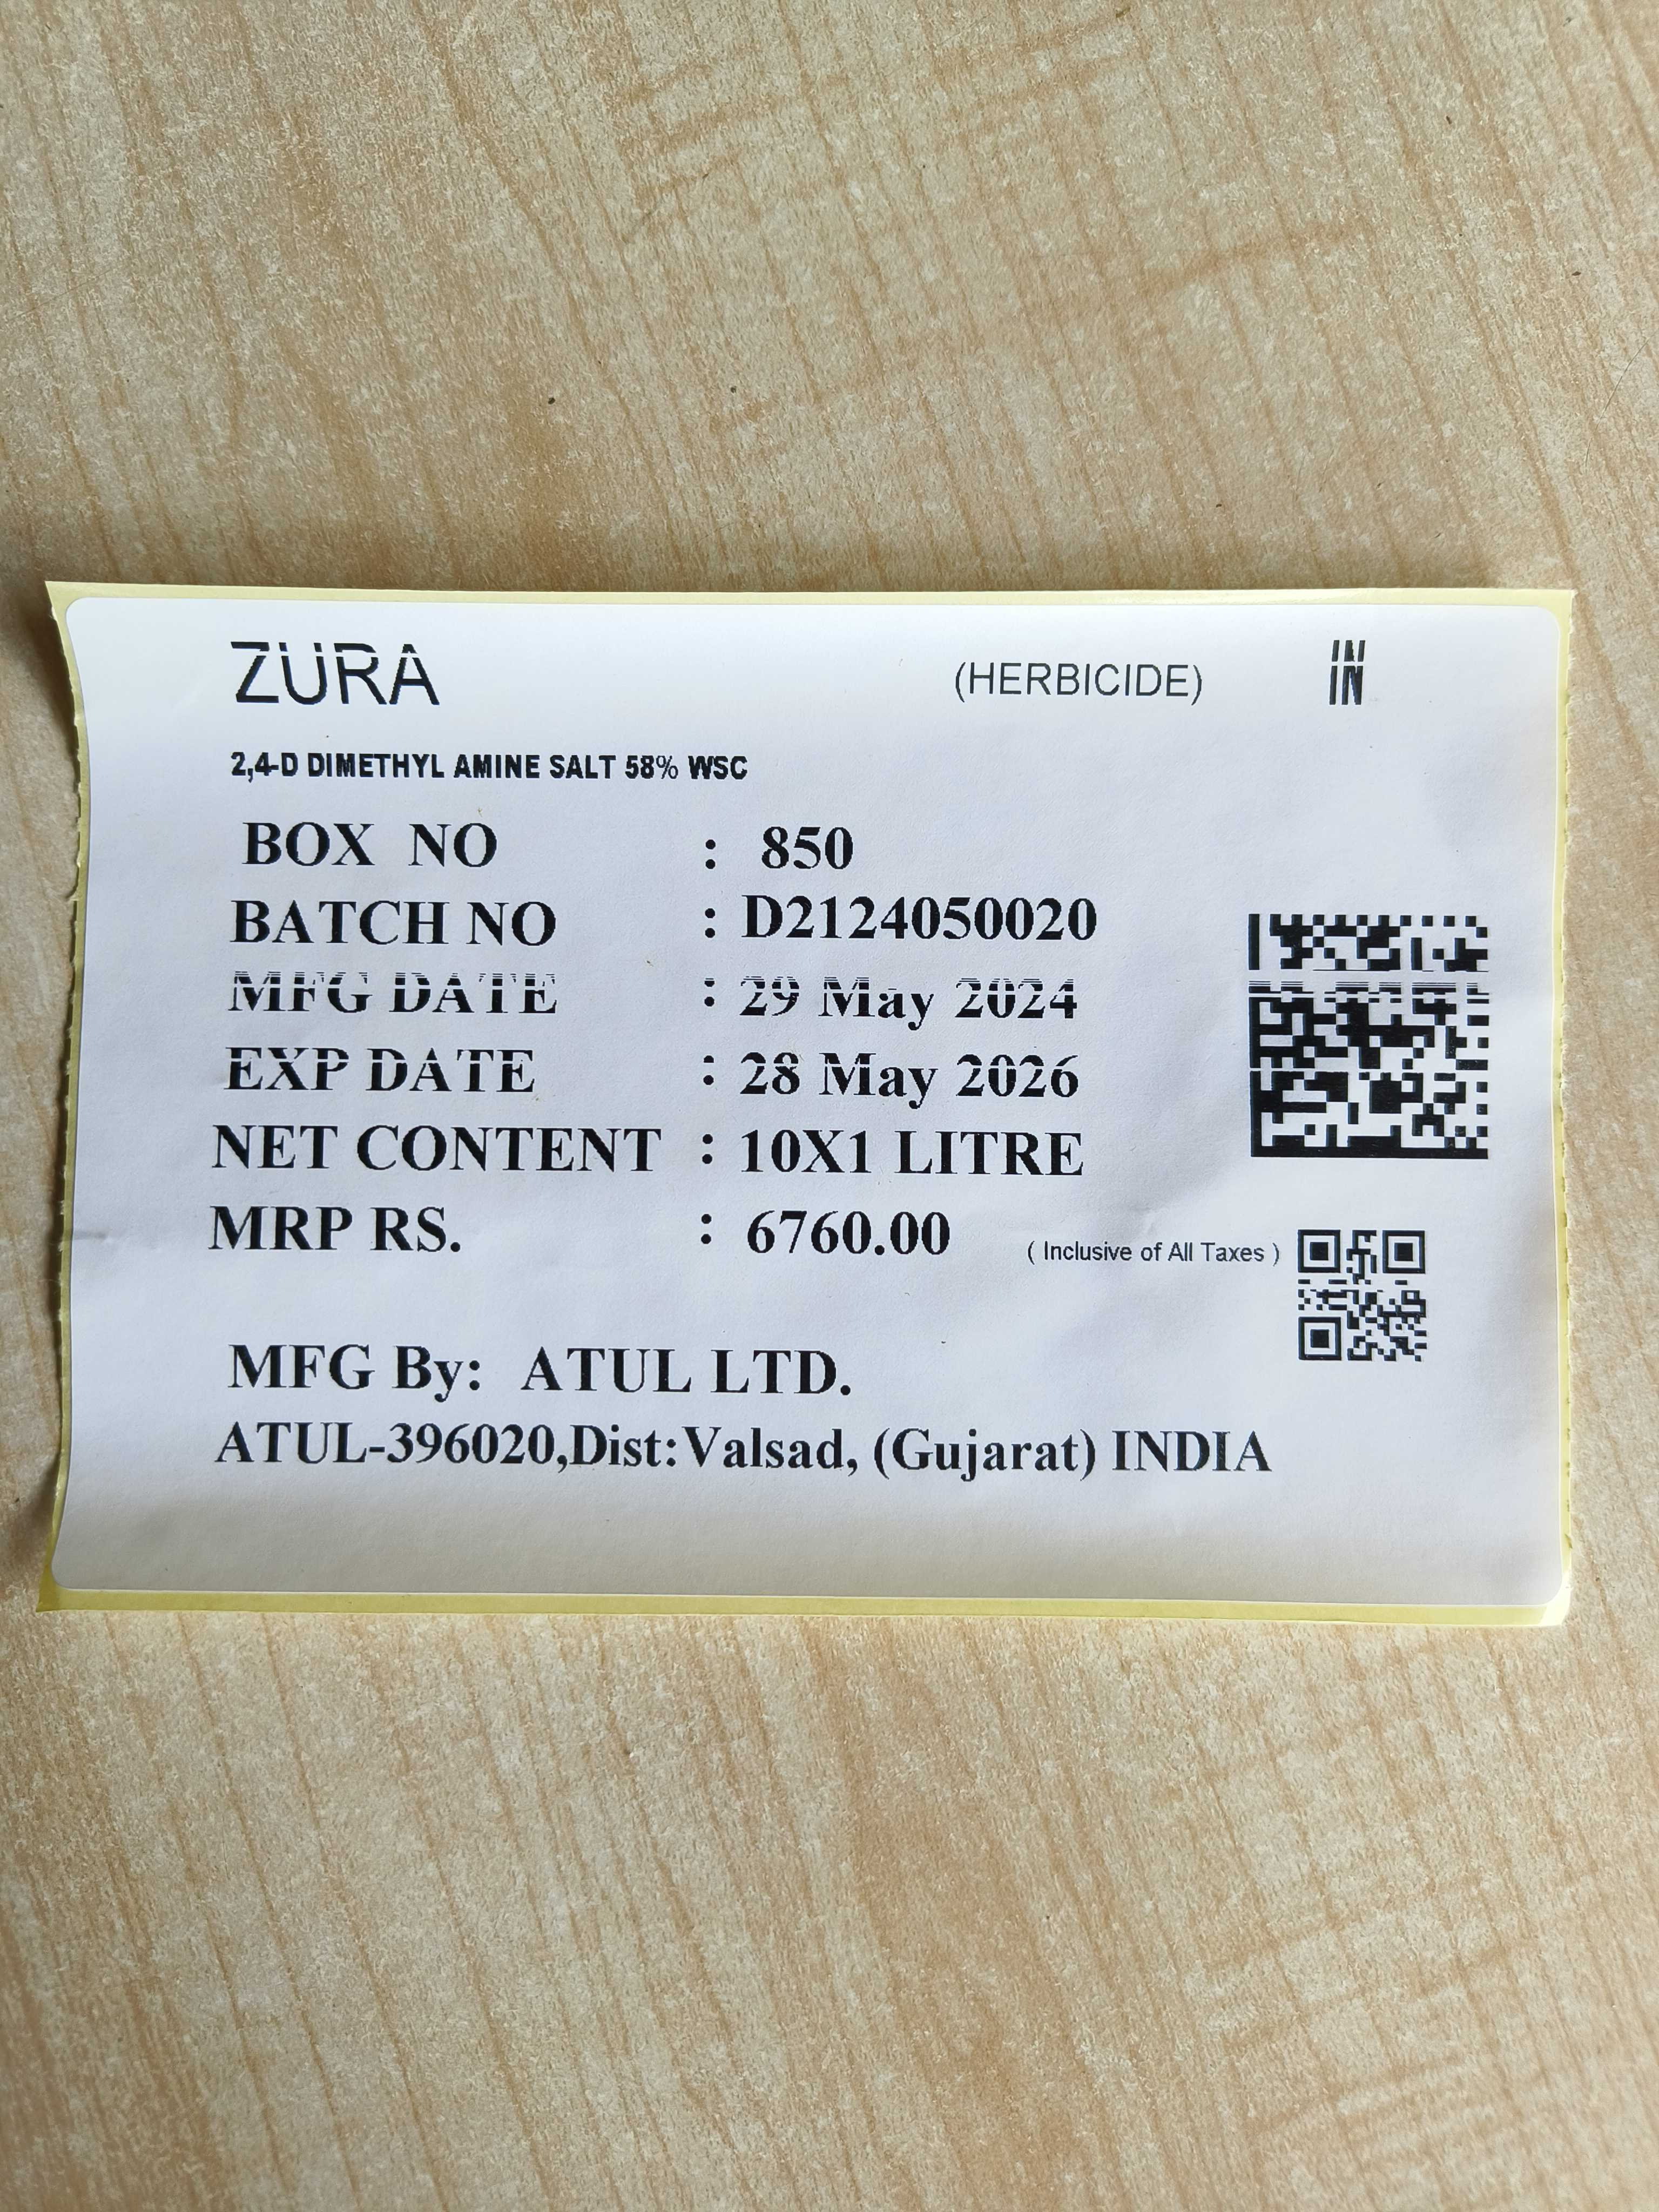 ZURA (HERBICIDE) IN
2,4-D DIMETHYL AMINE SALT 58% WSC
BOX NO : 850
BATCH NO : D2124050020
MFG DATE : 29 May 2024
EXP DATE : 28 May 2026
NET CONTENT : 10X1 LITRE
MRP RS. : 6760.00 ( Inclusive of All Taxes )
MFG By: ATUL LTD.
ATUL-396020,Dist:Valsad, (Gujarat) INDIA